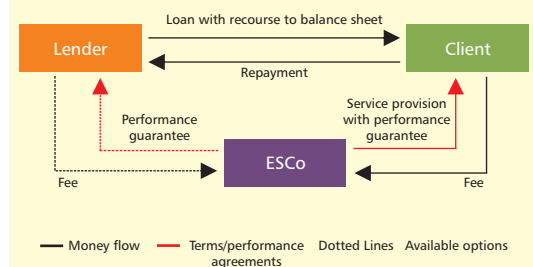 Loan with recourse to balance sheet
Lender
Client
Repayment
Performance
guarantee
Service provision
with performance
guarantee
ESCo
Fee
Fee
Money flow
Terms/performance
agreements
Dotted Lines
Available options